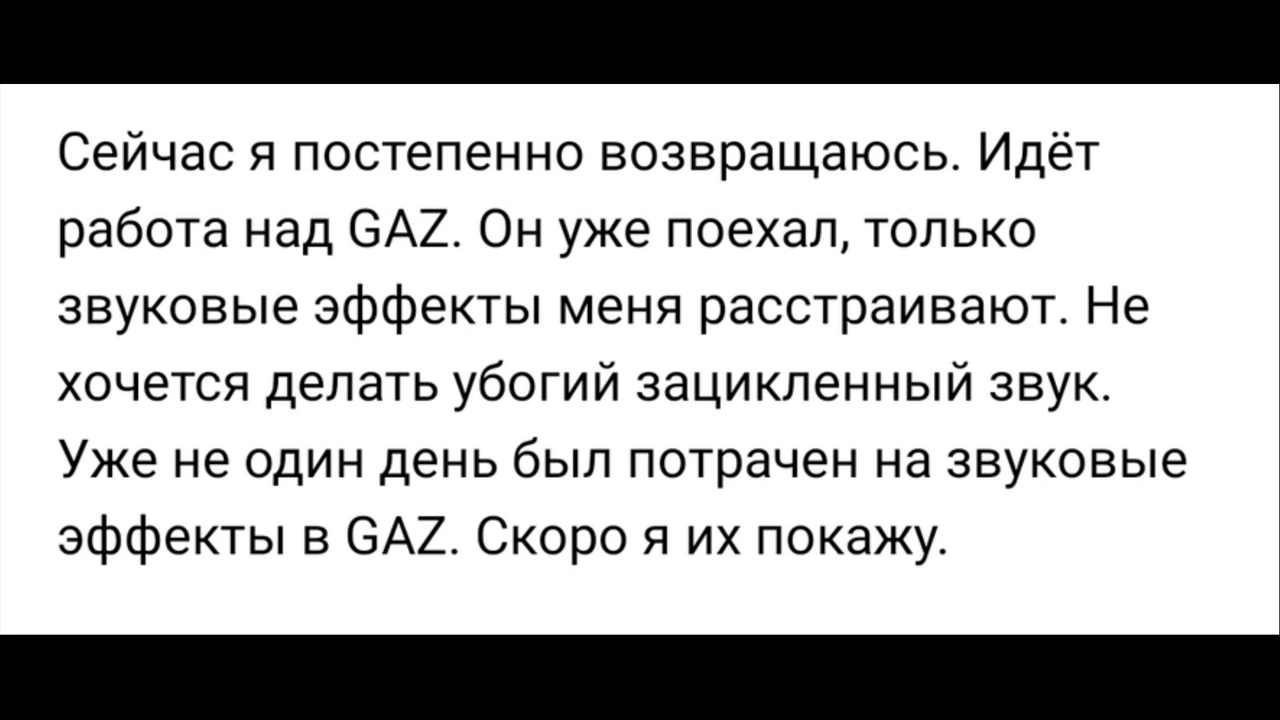 Сейчас я постепенно возвращаюсь. Идёт
работа над GAZ. Он уже поехал, только
звуковые эффекты меня расстраивают. Не
хочется делать убогий зацикленный звук.
Уже не один день был потрачен на звуковые
эффекты в GAZ. Скоро я их покажу.